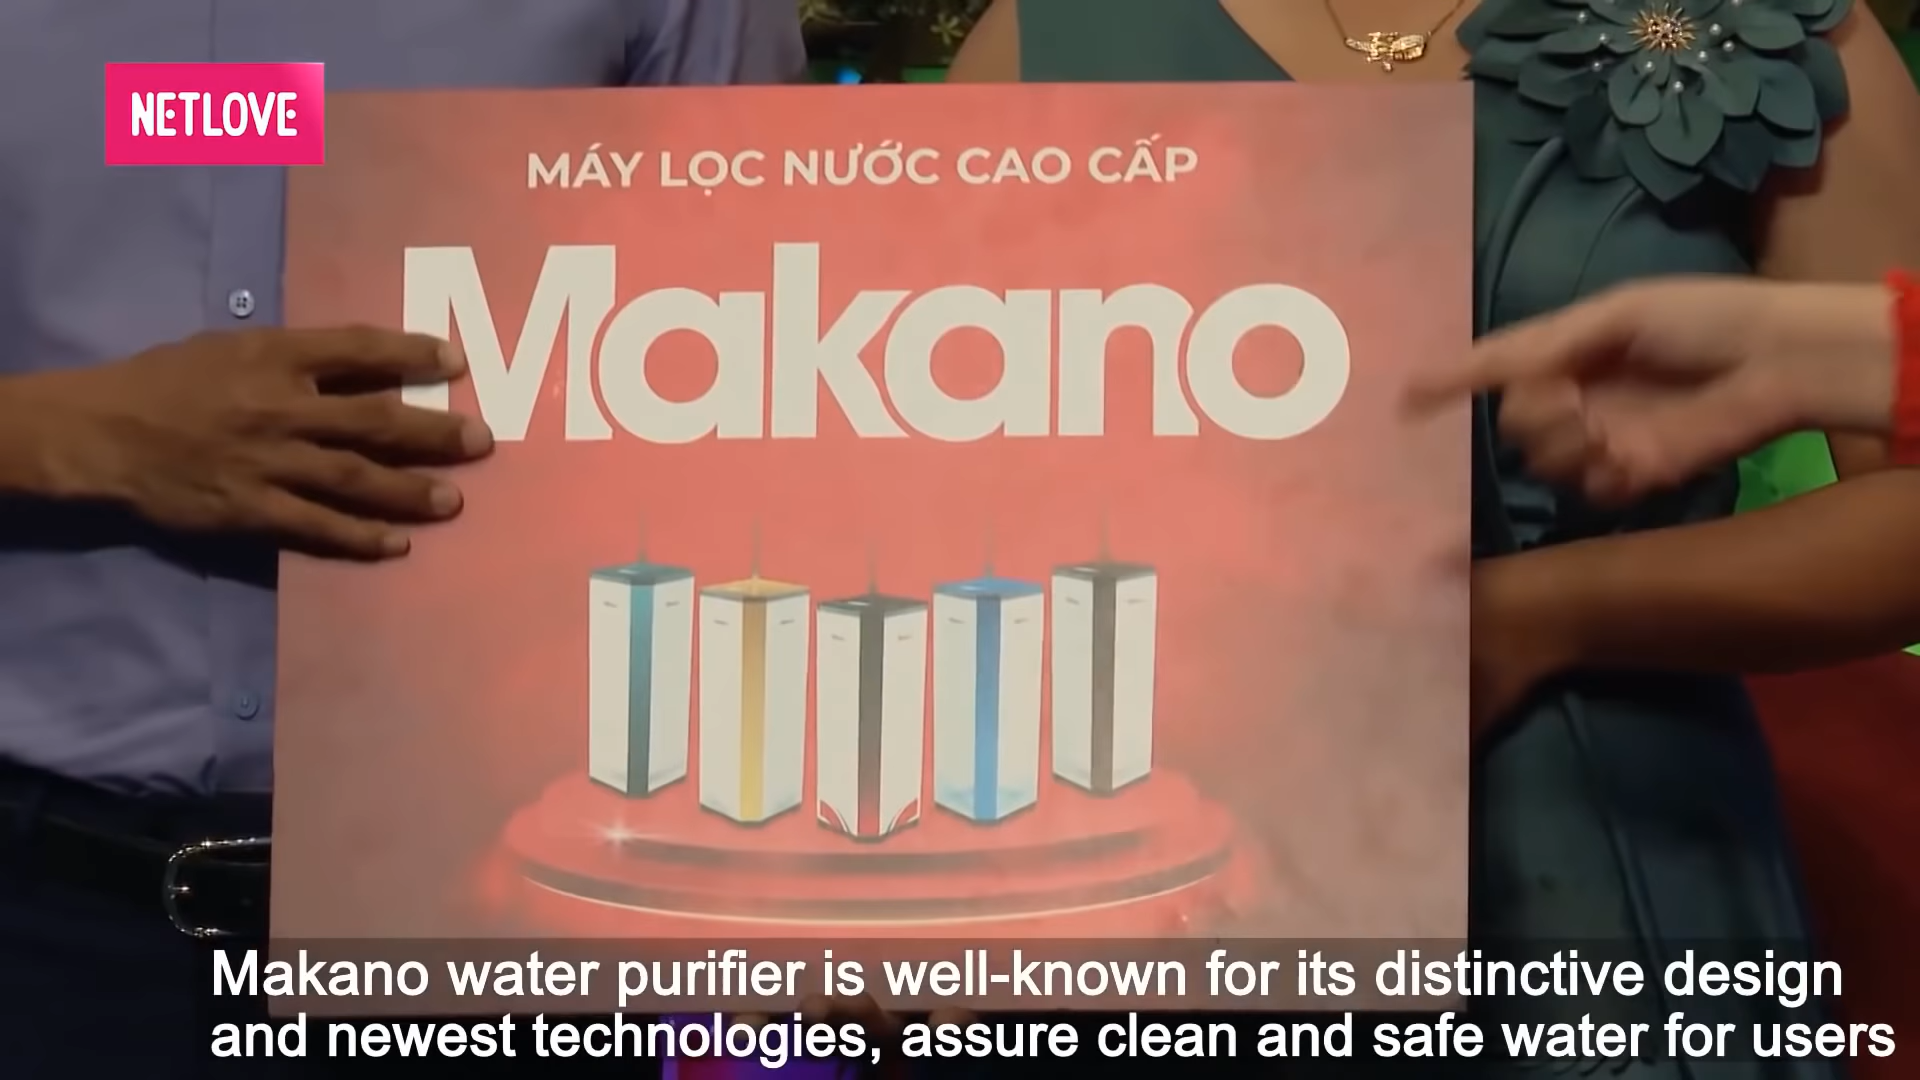 NETLOVE
MÁY LỌC NƯỚC CAO CẤP
Makano
Makano water purifier is well-known for its distinctive design
and newest technologies, assure clean and safe water for users